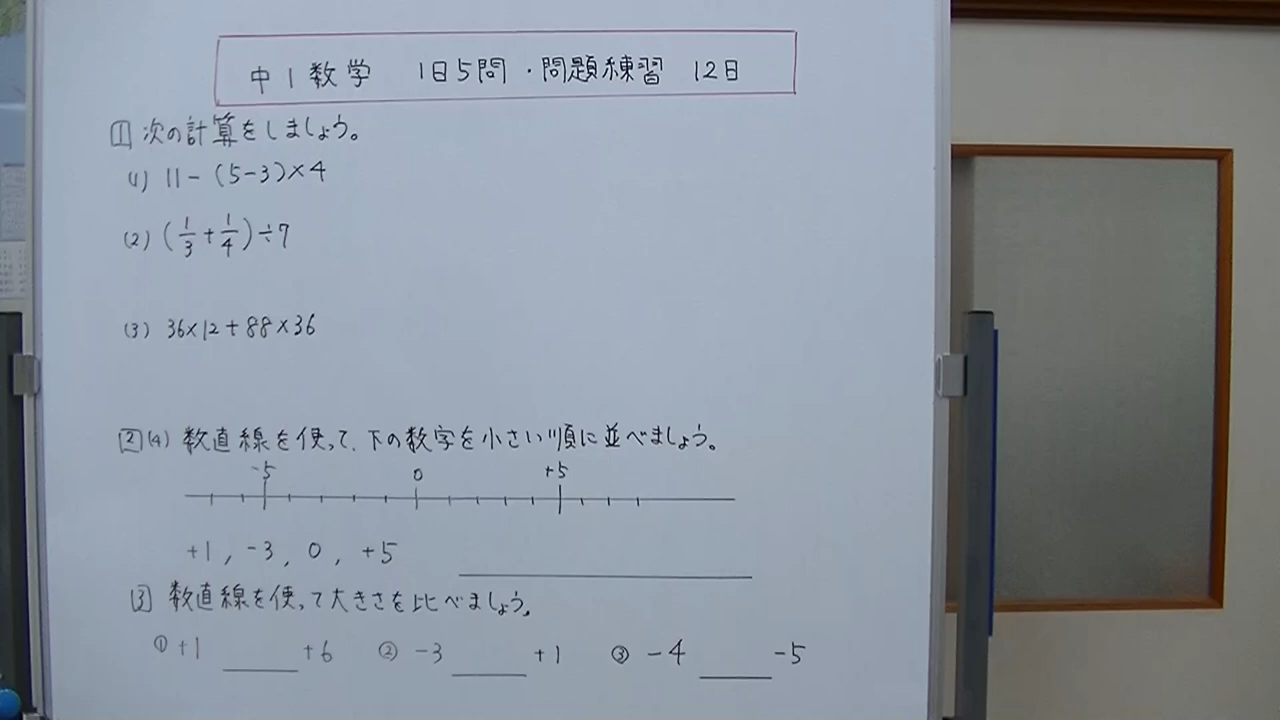 中1数学 1日5問・問題練習 12日
1 次の計算をしましょう。
(1) 11-(5-3)×4
(2) (1/3+1/4)÷7
(3) 36×12+88×36
2 (4) 数直線を使って、下の数字を小さい順に並べましょう。
-5 0 +5
+1, -3, 0, +5
3 数直線を使って大きさを比べましょう。
① +1 ____ +6 ② -3 ____ +1 ③ -4 ____ -5